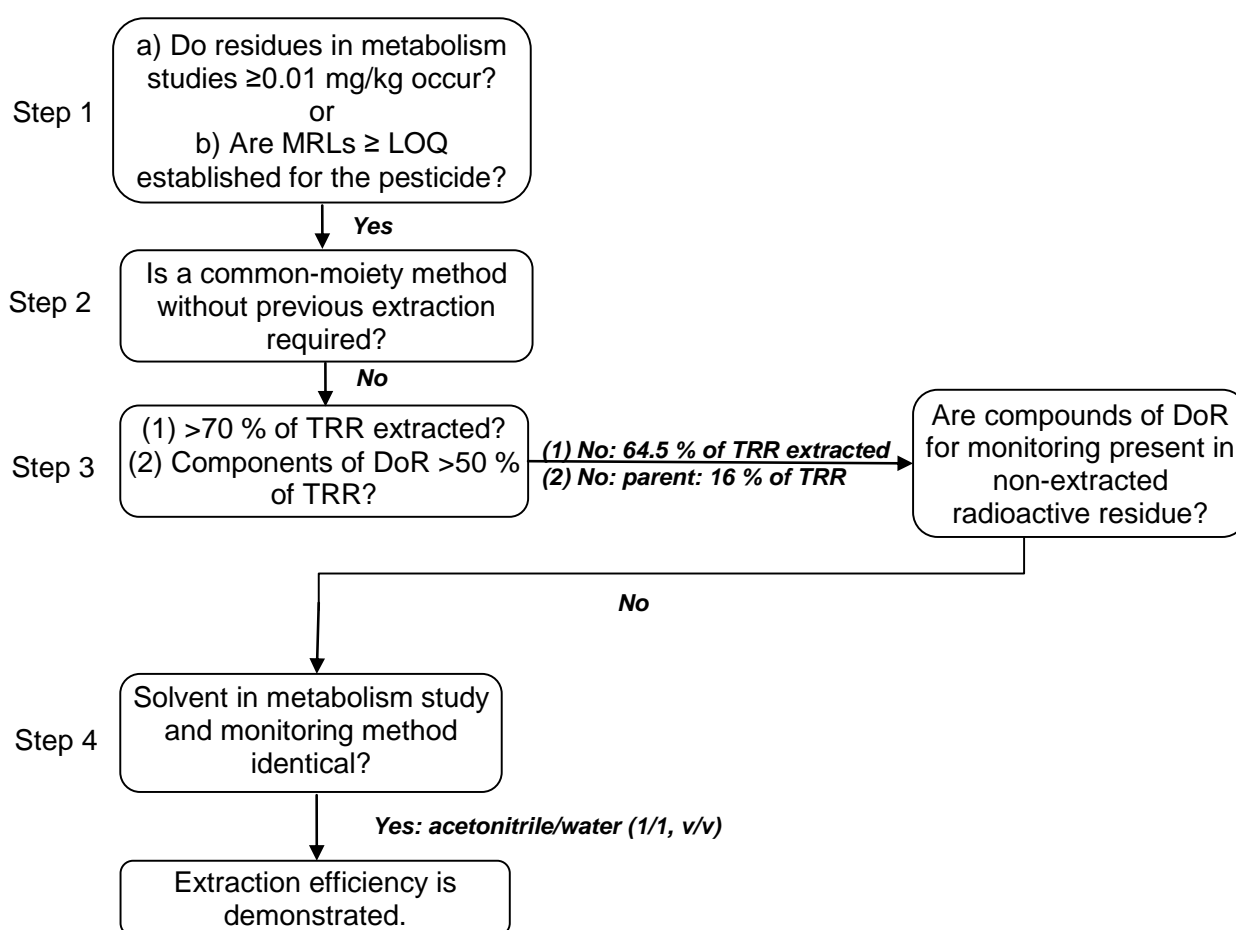 Step 1
a) Do residues in metabolism
studies ≥0.01 mg/kg occur?
or
b) Are MRLs ≥ LOQ
established for the pesticide?
Yes
Step 2
Is a common-moiety method
without previous extraction
required?
No
Step 3
(1) >70 % of TRR extracted?
(2) Components of DoR >50 %
of TRR?
(1) No: 64.5 % of TRR extracted
(2) No: parent: 16 % of TRR
Are compounds of DoR
for monitoring present in
non-extracted
radioactive residue?
No
Step 4
Solvent in metabolism study
and monitoring method
identical?
Yes: acetonitrile/water (1/1, v/v)
Extraction efficiency is
demonstrated.